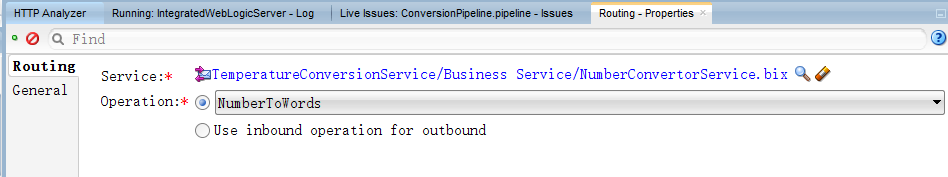 HTTP Analyzer Running: IntegratedWebLogicServer - Log Live Issues: ConversionPipeline.pipeline - Issues Routing - Properties ×
Find ?
Routing Service:* TemperatureConversionService/Business Service/NumberConvertorService.bix
General Operation:* NumberToWords
Use inbound operation for outbound